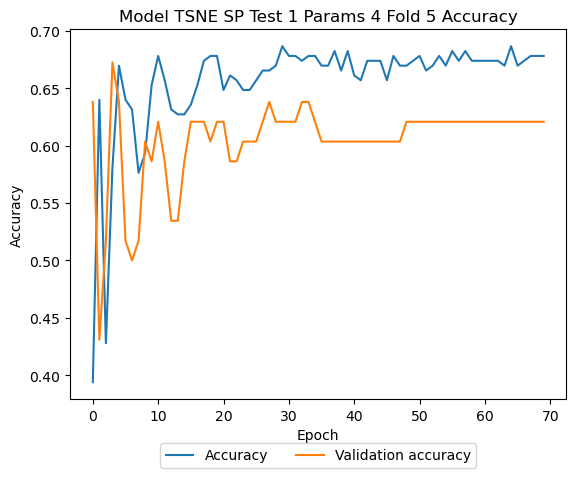 Model TSNE SP Test 1 Params 4 Fold 5 Accuracy
0.70
0.65
0.60
0.55
0.50
0.45
0.40
Accuracy
0 10 20 30 40 50 60 70
Epoch
Accuracy Validation accuracy